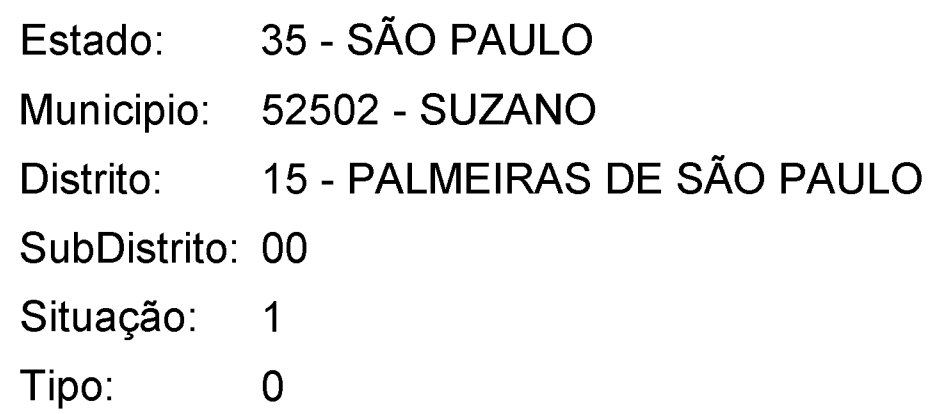 Estado: 35 - SÃO PAULO
Municipio: 52502 - SUZANO
Distrito: 15 - PALMEIRAS DE SÃO PAULO
SubDistrito: 00
Situação: 1
Tipo: 0